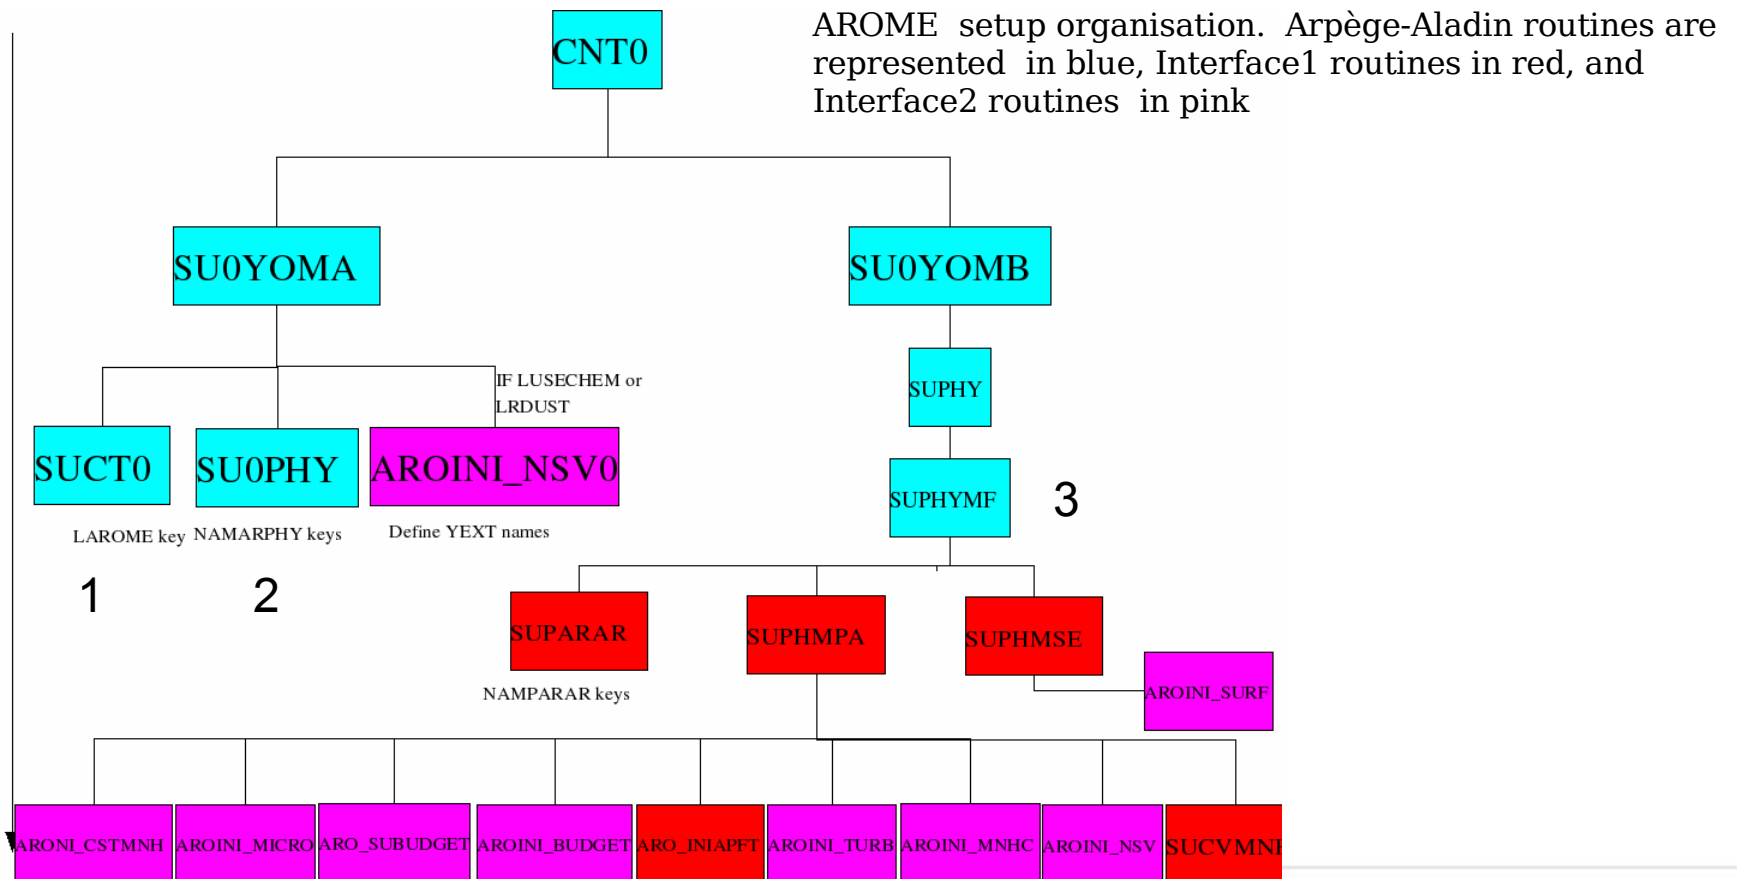 CNT0
AROME setup organisation. Arpège-Aladin routines are
represented in blue, Interface1 routines in red, and
Interface2 routines in pink
SU0YOMA
SU0YOMB
SUPHY
IF LUSECHEM or
LRDUST
SUCT0
SU0PHY
AROINI_NSV0
SUPHYMF
3
LAROME key
NAMARPHY keys
Define YEXT names
1
2
SUPARAR
SUPHMPA
SUPHMSE
NAMPARAR keys
AROINI_SURF
ARONI_CSTMNH
AROINI_MICRO
ARO_SUBUDGET
AROINI_BUDGET
ARO_INIAPFT
AROINI_TURB
AROINI_MNHC
AROINI_NSV